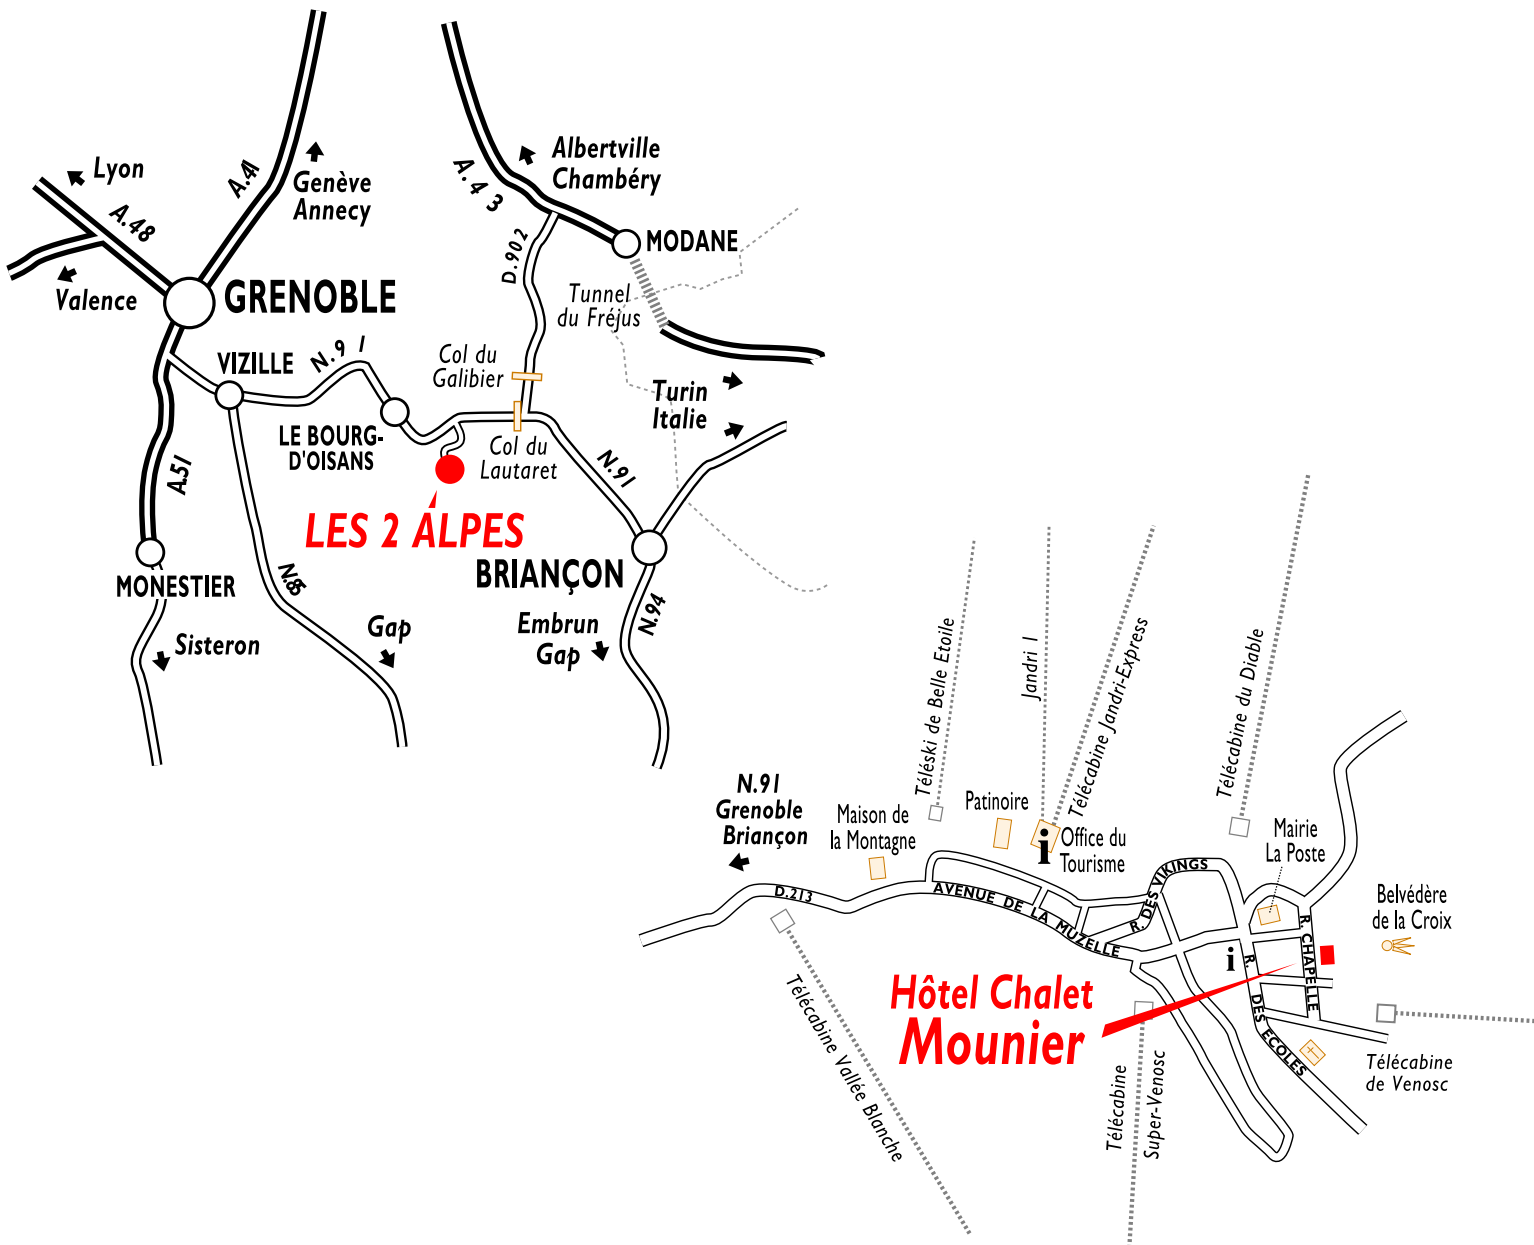 Lyon
A.48
A.41
Genève
Annecy
Valence
GRENOBLE
A.43
Albertville
Chambéry
MODANE
D.902
Tunnel
du Fréjus
VIZILLE
N.91
Col du
Galibier
Turin
Italie
LE BOURG-
D'OISANS
Col du
Lautaret
N.91
A.51
LES 2 ALPES
BRIANÇON
MONESTIER
N.85
Sisteron
Gap
Embrun
Gap
N.94
Téléski de Belle Etoile
Jandri 1
Télécabine Jandri-Express
Télécabine du Diable
N.91
Grenoble
Briançon
Maison de
la Montagne
Patinoire
i
Office du
Tourisme
Mairie
La Poste
D.213
AVENUE DE LA MUZELLE
R. DES VIKINGS
R. CHAPELLE
Belvédère
de la Croix
i
R. DES ECOLES
Hôtel Chalet
Mounier
Télécabine Vallée Blanche
Télécabine
Super-Venosc
Télécabine
de Venosc